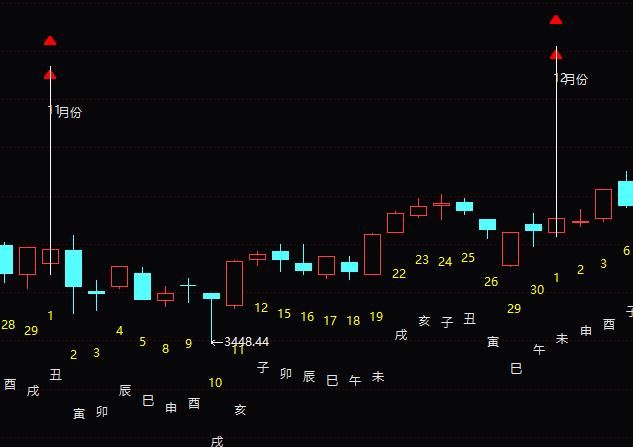 11月份
12月份
28 29 1 2 3 4 5 8 9 10 11 12 15 16 17 18 19 22 23 24 25 26 29 30 1 2 3 6
←3448.44
酉 戌 丑 寅 卯 辰 巳 申 酉 戌 亥 子 卯 辰 巳 午 未 戌 亥 子 丑 寅 巳 午 未 申 酉 子